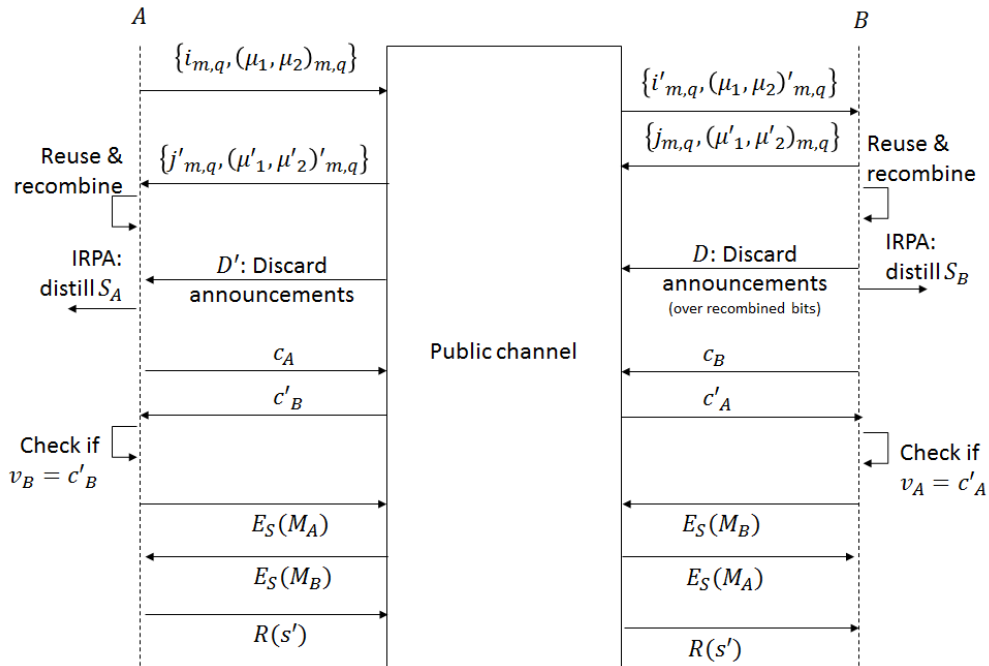 A
B
{i_{m,q}, (μ_1, μ_2)_{m,q}}
{i'_{m,q}, (μ_1, μ_2)'_{m,q}}
{j'_{m,q}, (μ'_1, μ'_2)'_{m,q}}
{j_{m,q}, (μ'_1, μ'_2)_{m,q}}
Reuse &
recombine
Reuse &
recombine
IRPA:
distill S_A
D': Discard
announcements
D: Discard
announcements
(over recombined bits)
IRPA:
distill S_B
Public channel
c_A
c_B
c'_B
c'_A
Check if
v_B = c'_B
Check if
v_A = c'_A
E_S(M_A)
E_S(M_B)
E_S(M_B)
E_S(M_A)
R(s')
R(s')